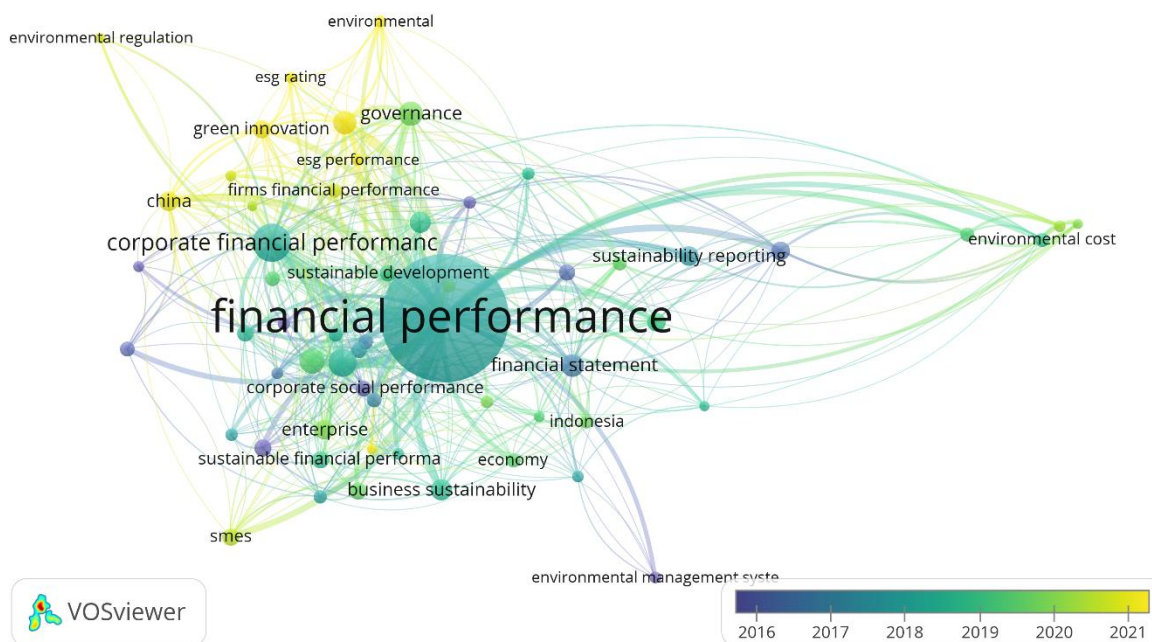 environmental
environmental regulation
esg rating
governance
green innovation
esg performance
firms financial performance
china
corporate financial performanc
environmental cost
sustainability reporting
sustainable development
financial performance
financial statement
corporate social performance
indonesia
enterprise
sustainable financial performa
economy
business sustainability
smes
environmental management syste
VOSviewer
2016 2017 2018 2019 2020 2021